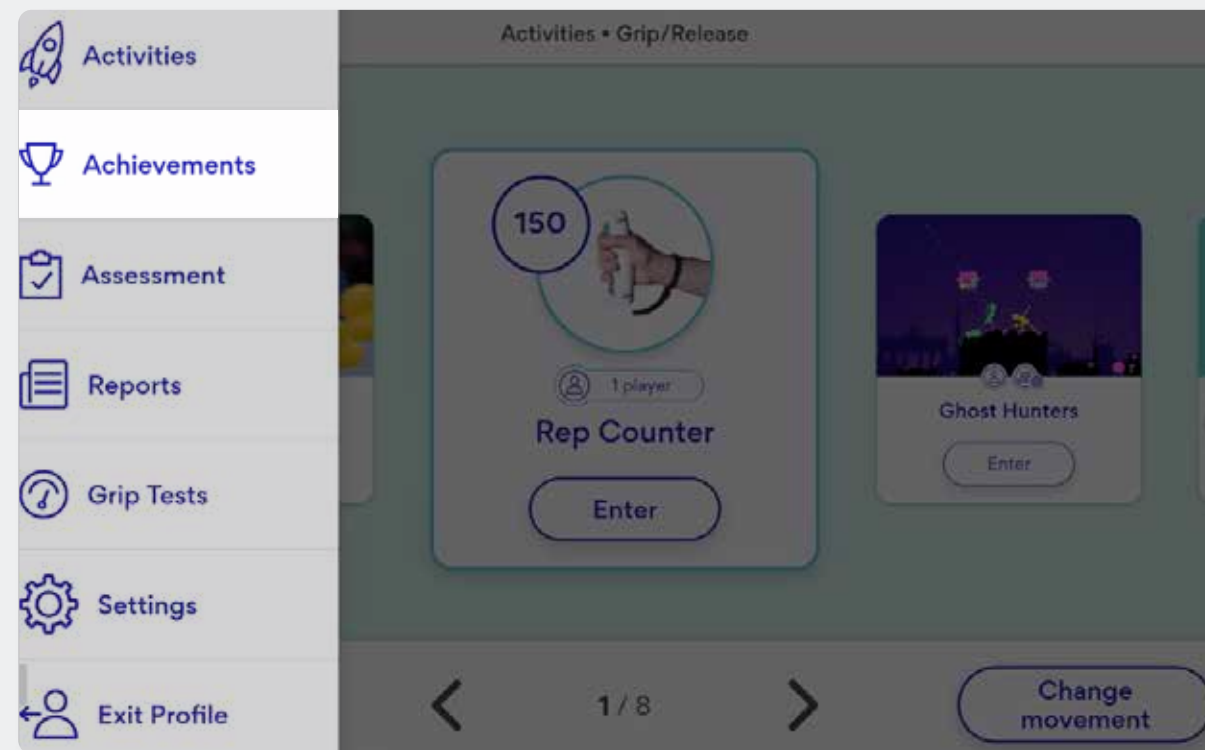 Activities
Achievements
Assessment
Reports
Grip Tests
Settings
Exit Profile
Activities • Grip/Release
150
1 player
Rep Counter
Enter
Ghost Hunters
Enter
1 / 8
Change
movement